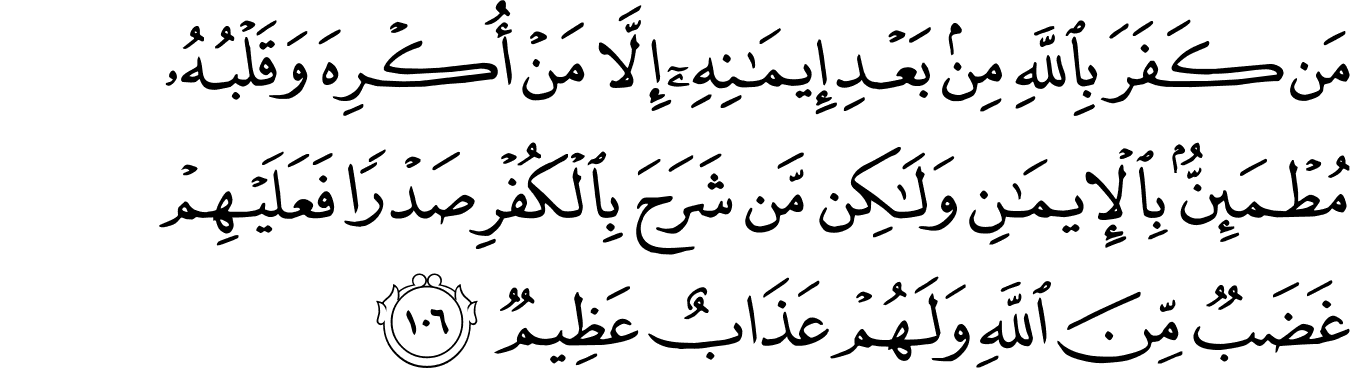 مَن كَفَرَ بِٱللَّهِ مِنۢ بَعْدِ إِيمَـٰنِهِۦٓ إِلَّا مَنْ أُكْرِهَ وَقَلْبُهُۥ
مُطْمَئِنٌّۢ بِٱلْإِيمَـٰنِ وَلَـٰكِن مَّن شَرَحَ بِٱلْكُفْرِ صَدْرًا فَعَلَيْهِمْ
غَضَبٌ مِّنَ ٱللَّهِ وَلَهُمْ عَذَابٌ عَظِيمٌ ١٠٦